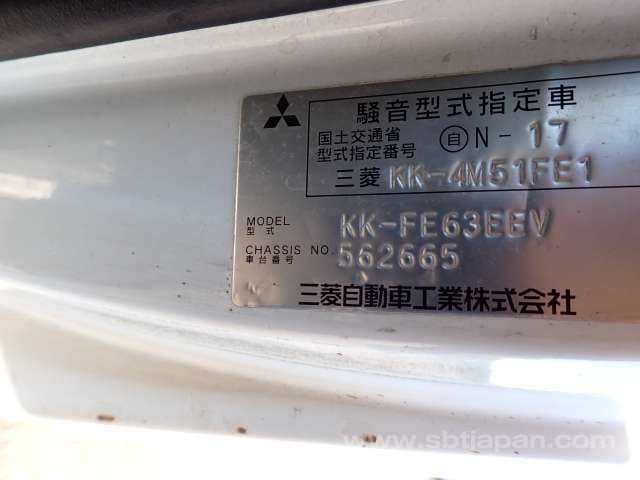 騒音型式指定車
国土交通省
型式指定番号 自 N-17
三菱 KK-4M51FE1
MODEL
型式 KK-FE63EEV
CHASSIS NO.
車台番号 562665
三菱自動車工業株式会社
www.sbtjapan.com